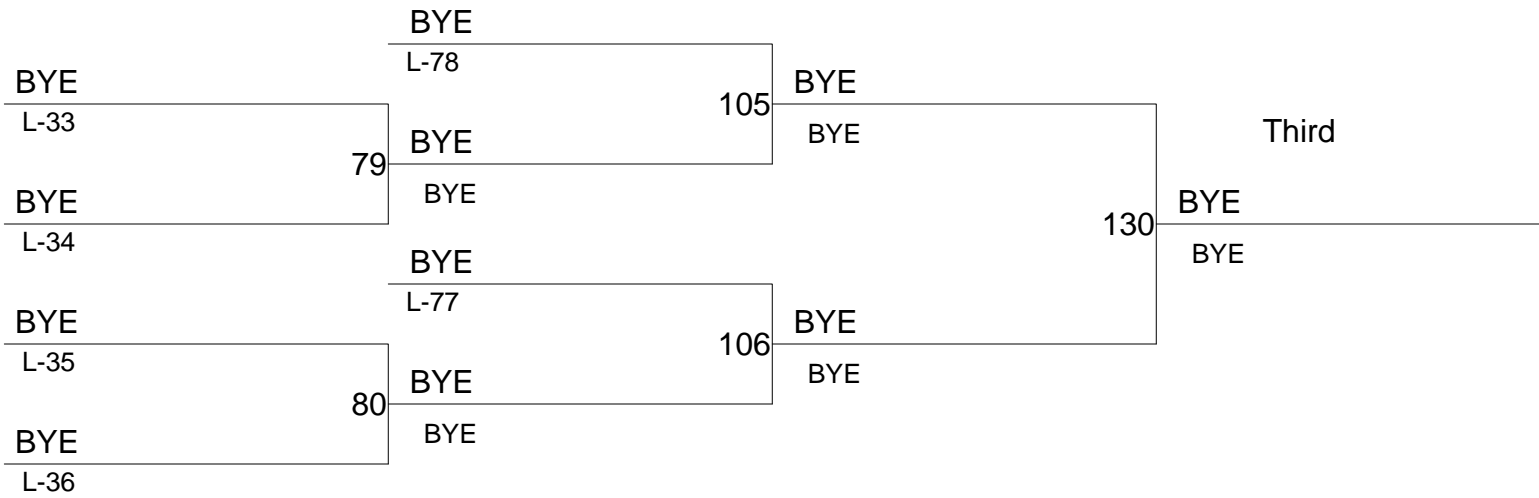 BYE
L-78
BYE
L-33
105
BYE
BYE
Third
79
BYE
BYE
BYE
L-34
130
BYE
BYE
BYE
L-77
BYE
L-35
106
BYE
BYE
80
BYE
BYE
BYE
L-36